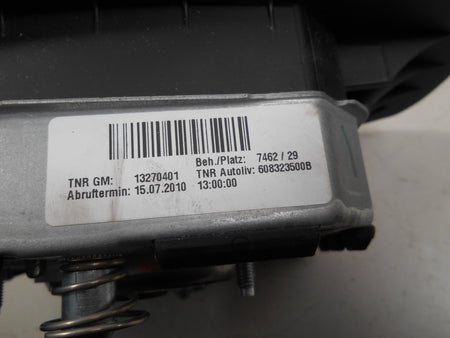 Beh./Platz: 7462 / 29
TNR GM: 13270401 TNR Autoliv: 608323500B
Abruftermin: 15.07.2010 13:00:00